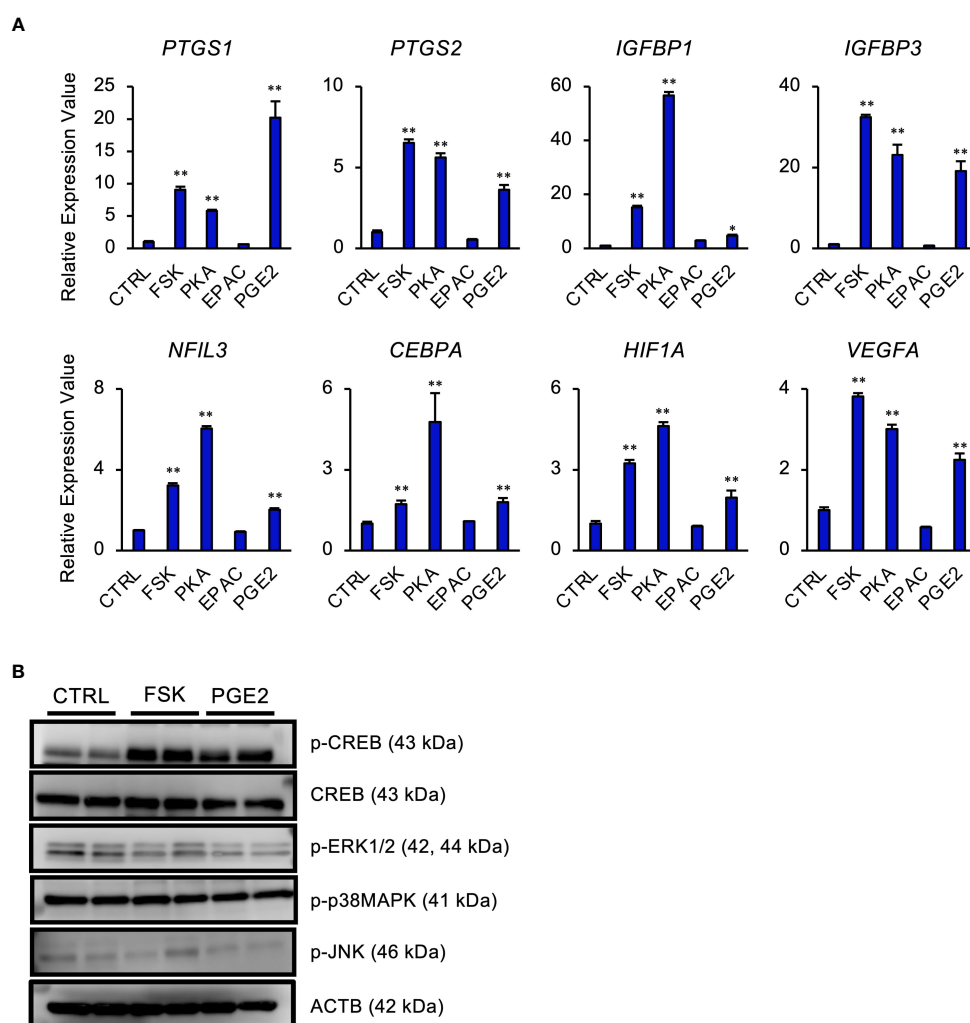 A
PTGS1 PTGS2 IGFBP1 IGFBP3
Relative Expression Value
25 20 15 10 5 0
** ** **
CTRL FSK PKA EPAC PGE2
10 5 0
** ** **
CTRL FSK PKA EPAC PGE2
60 40 20 0
** ** *
CTRL FSK PKA EPAC PGE2
40 20 0
** ** **
CTRL FSK PKA EPAC PGE2
NFIL3 CEBPA HIF1A VEGFA
Relative Expression Value
8 4 0
** ** **
CTRL FSK PKA EPAC PGE2
6 3 0
** ** **
CTRL FSK PKA EPAC PGE2
6 3 0
** ** **
CTRL FSK PKA EPAC PGE2
4 2 0
** ** **
CTRL FSK PKA EPAC PGE2
B
CTRL FSK PGE2
p-CREB (43 kDa)
CREB (43 kDa)
p-ERK1/2 (42, 44 kDa)
p-p38MAPK (41 kDa)
p-JNK (46 kDa)
ACTB (42 kDa)